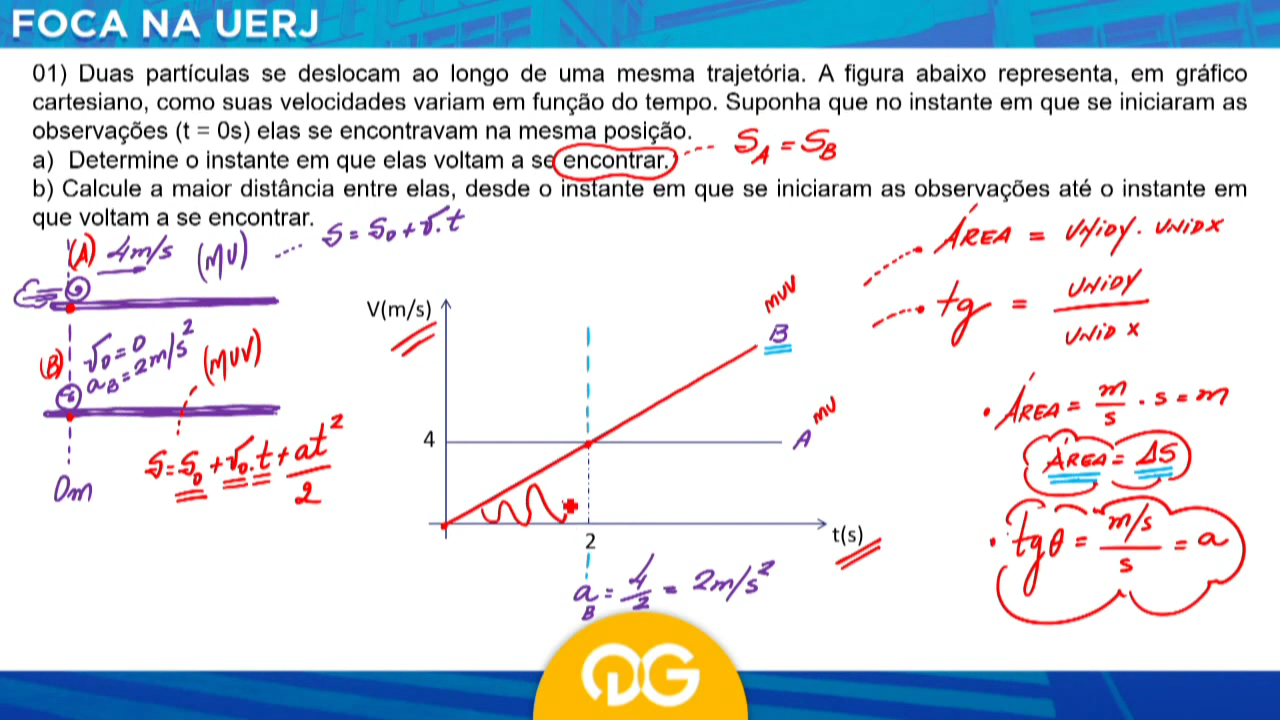 FOCA NA UERJ
01) Duas partículas se deslocam ao longo de uma mesma trajetória. A figura abaixo representa, em gráfico
cartesiano, como suas velocidades variam em função do tempo. Suponha que no instante em que se iniciaram as
observações (t = 0s) elas se encontravam na mesma posição.
a) Determine o instante em que elas voltam a se encontrar.
S_A = S_B
b) Calcule a maior distância entre elas, desde o instante em que se iniciaram as observações até o instante em
que voltam a se encontrar.
(A) 4m/s (MU) S = S₀ + v.t
(B) v₀ = 0
a_B = 2m/s²
(MUV)
S = S₀ + v₀.t + at²/2
0m
V(m/s)
4
2
t(s)
B MUV
A MU
a_B = 4/2 = 2m/s²
ÁREA = UNIDY . UNIDX
tg = UNIDY / UNID X
• ÁREA = m/s . s = m
ÁREA = ΔS
• tgθ = m/s / s = a
DG